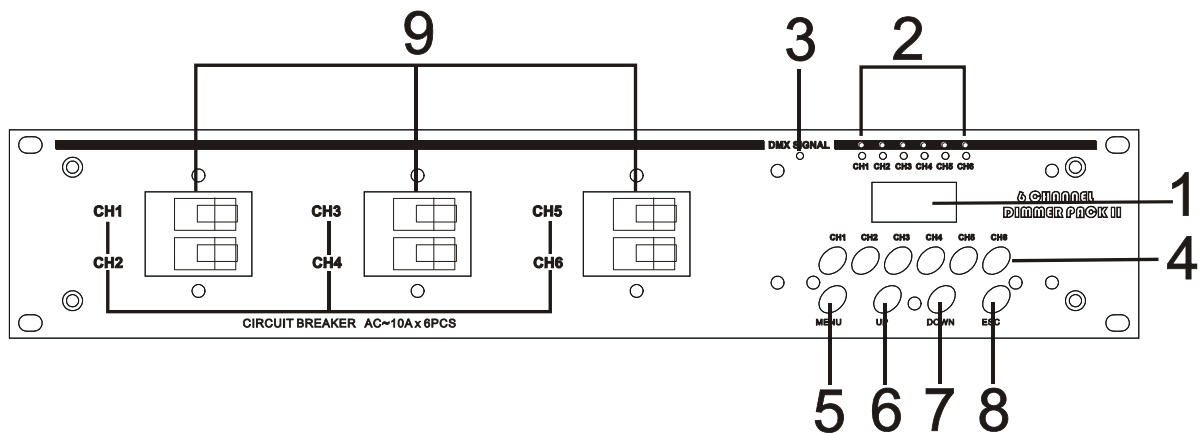 9
3
2
DMX SIGNAL
CH1 CH2 CH3 CH4 CH5 CH6
1
6 CHANNEL
DIMMER PACK II
CH1
CH2
CH3
CH4
CH5
CH6
CH1 CH2 CH3 CH4 CH5 CH6
4
MENU UP DOWN ESC
CIRCUIT BREAKER AC~10A x 6PCS
5 6 7 8